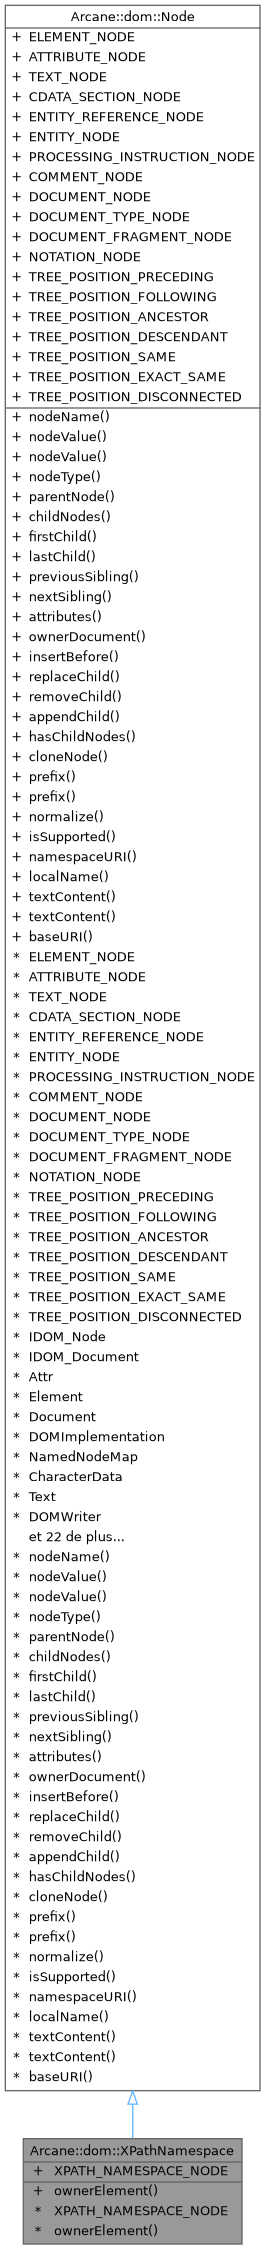 Arcane::dom::Node
+ ELEMENT_NODE
+ ATTRIBUTE_NODE
+ TEXT_NODE
+ CDATA_SECTION_NODE
+ ENTITY_REFERENCE_NODE
+ ENTITY_NODE
+ PROCESSING_INSTRUCTION_NODE
+ COMMENT_NODE
+ DOCUMENT_NODE
+ DOCUMENT_TYPE_NODE
+ DOCUMENT_FRAGMENT_NODE
+ NOTATION_NODE
+ TREE_POSITION_PRECEDING
+ TREE_POSITION_FOLLOWING
+ TREE_POSITION_ANCESTOR
+ TREE_POSITION_DESCENDANT
+ TREE_POSITION_SAME
+ TREE_POSITION_EXACT_SAME
+ TREE_POSITION_DISCONNECTED
+ nodeName()
+ nodeValue()
+ nodeValue()
+ nodeType()
+ parentNode()
+ childNodes()
+ firstChild()
+ lastChild()
+ previousSibling()
+ nextSibling()
+ attributes()
+ ownerDocument()
+ insertBefore()
+ replaceChild()
+ removeChild()
+ appendChild()
+ hasChildNodes()
+ cloneNode()
+ prefix()
+ prefix()
+ normalize()
+ isSupported()
+ namespaceURI()
+ localName()
+ textContent()
+ textContent()
+ baseURI()
* ELEMENT_NODE
* ATTRIBUTE_NODE
* TEXT_NODE
* CDATA_SECTION_NODE
* ENTITY_REFERENCE_NODE
* ENTITY_NODE
* PROCESSING_INSTRUCTION_NODE
* COMMENT_NODE
* DOCUMENT_NODE
* DOCUMENT_TYPE_NODE
* DOCUMENT_FRAGMENT_NODE
* NOTATION_NODE
* TREE_POSITION_PRECEDING
* TREE_POSITION_FOLLOWING
* TREE_POSITION_ANCESTOR
* TREE_POSITION_DESCENDANT
* TREE_POSITION_SAME
* TREE_POSITION_EXACT_SAME
* TREE_POSITION_DISCONNECTED
* IDOM_Node
* IDOM_Document
* Attr
* Element
* Document
* DOMImplementation
* NamedNodeMap
* CharacterData
* Text
* DOMWriter
et 22 de plus...
* nodeName()
* nodeValue()
* nodeValue()
* nodeType()
* parentNode()
* childNodes()
* firstChild()
* lastChild()
* previousSibling()
* nextSibling()
* attributes()
* ownerDocument()
* insertBefore()
* replaceChild()
* removeChild()
* appendChild()
* hasChildNodes()
* cloneNode()
* prefix()
* prefix()
* normalize()
* isSupported()
* namespaceURI()
* localName()
* textContent()
* textContent()
* baseURI()
Arcane::dom::XPathNamespace
+ XPATH_NAMESPACE_NODE
+ ownerElement()
* XPATH_NAMESPACE_NODE
* ownerElement()